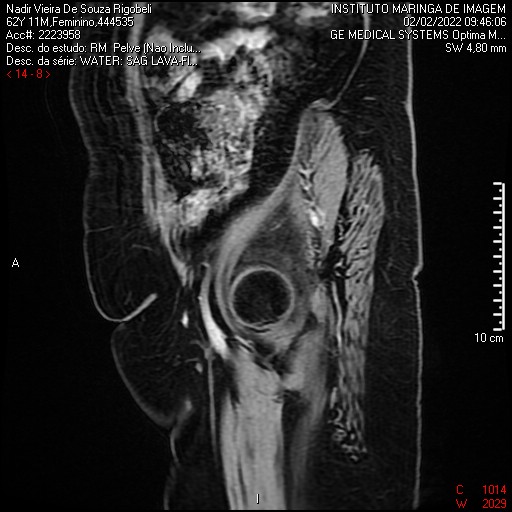 Nadir Vieira De Souza Rigobeli
62Y 11M,Feminino,444535
Acc#: 2223958
Desc. do estudo: RM Pelve (Nao Inclu...
Desc. da série: WATER: SAG LAVA-Fl...
< 14 - 8 >
INSTITUTO MARINGA DE IMAGEM
02/02/2022 09:46:06
GE MEDICAL SYSTEMS Optima M...
SW 4,80 mm
A
10 cm
I
C 1014
W 2029